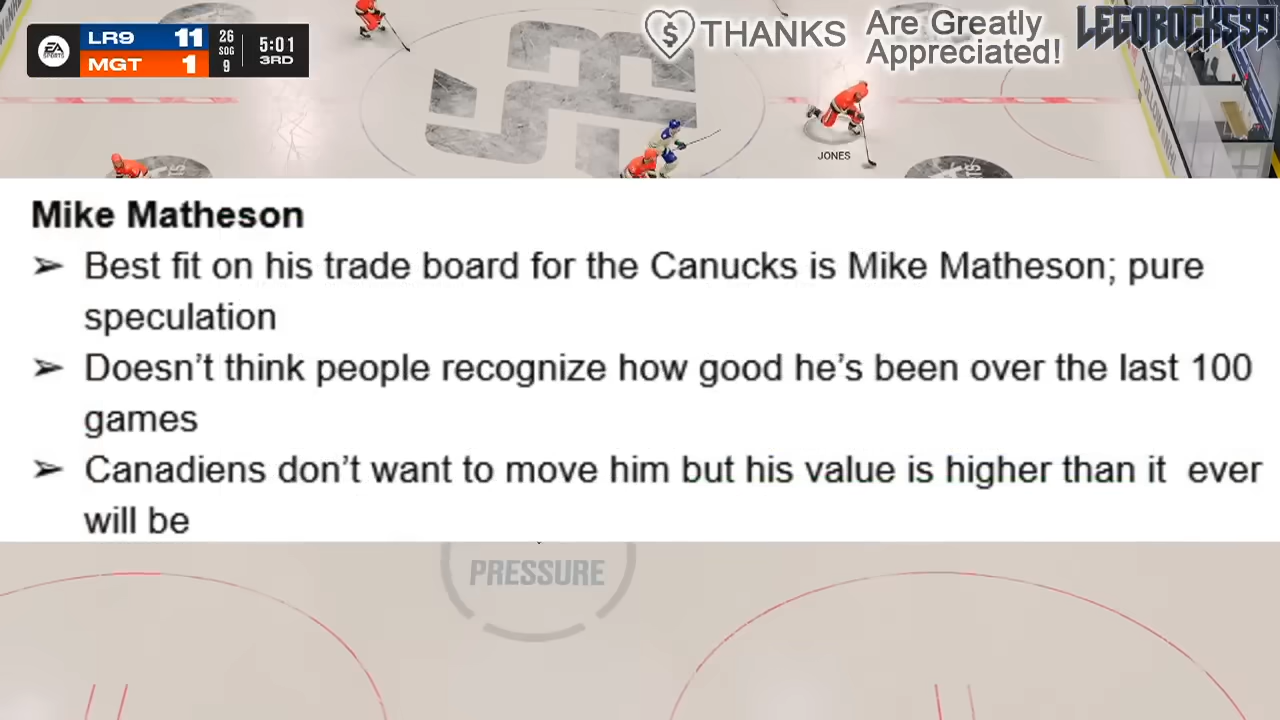 LR9 11 26 5:01
SOG
MGT 1 9 3RD
EA
SPORTS
THANKS
Are Greatly
Appreciated!
LEGOROCKS99
JONES
Mike Matheson
➢ Best fit on his trade board for the Canucks is Mike Matheson; pure
speculation
➢ Doesn’t think people recognize how good he’s been over the last 100
games
➢ Canadiens don’t want to move him but his value is higher than it ever
will be
PRESSURE